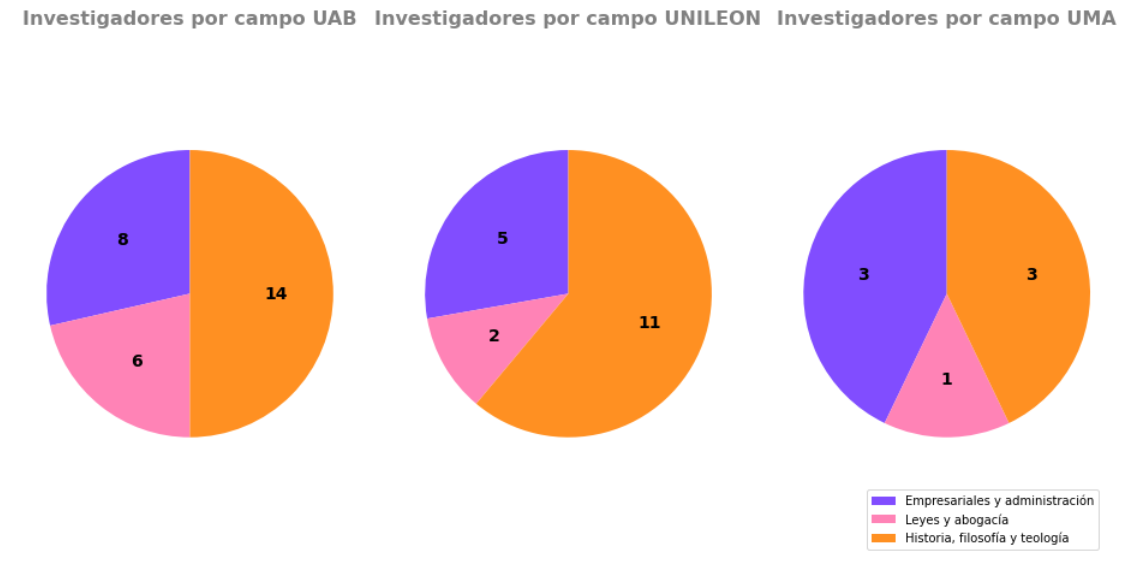 Investigadores por campo UAB
Investigadores por campo UNILEON
Investigadores por campo UMA
8
14
6
5
11
2
3
3
1
Empresariales y administración
Leyes y abogacía
Historia, filosofía y teología